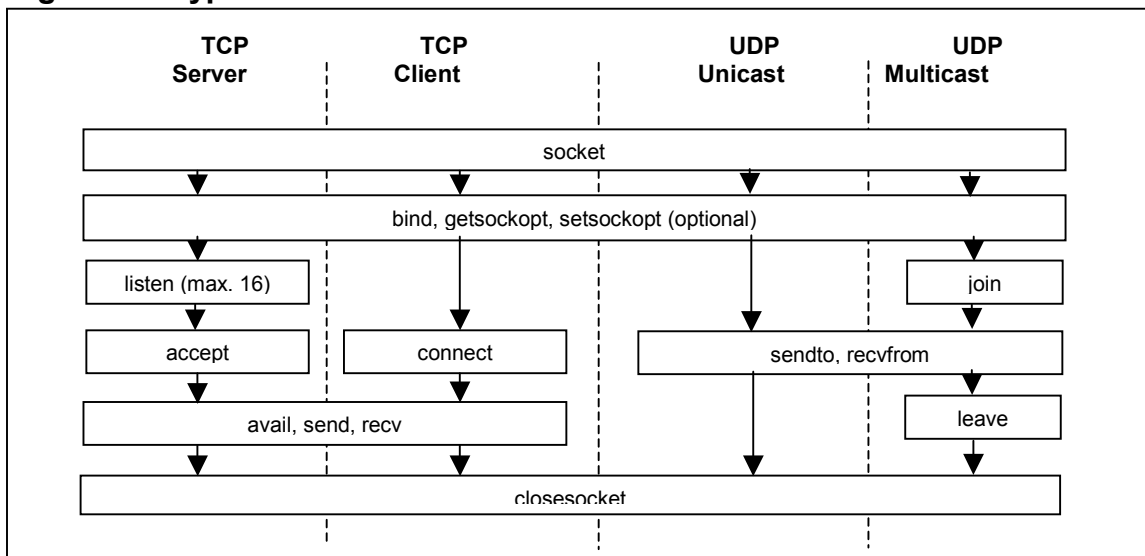 TCP Server
TCP Client
UDP Unicast
UDP Multicast
socket
bind, getsockopt, setsockopt (optional)
listen (max. 16)
join
accept
connect
sendto, recvfrom
avail, send, recv
leave
closesocket